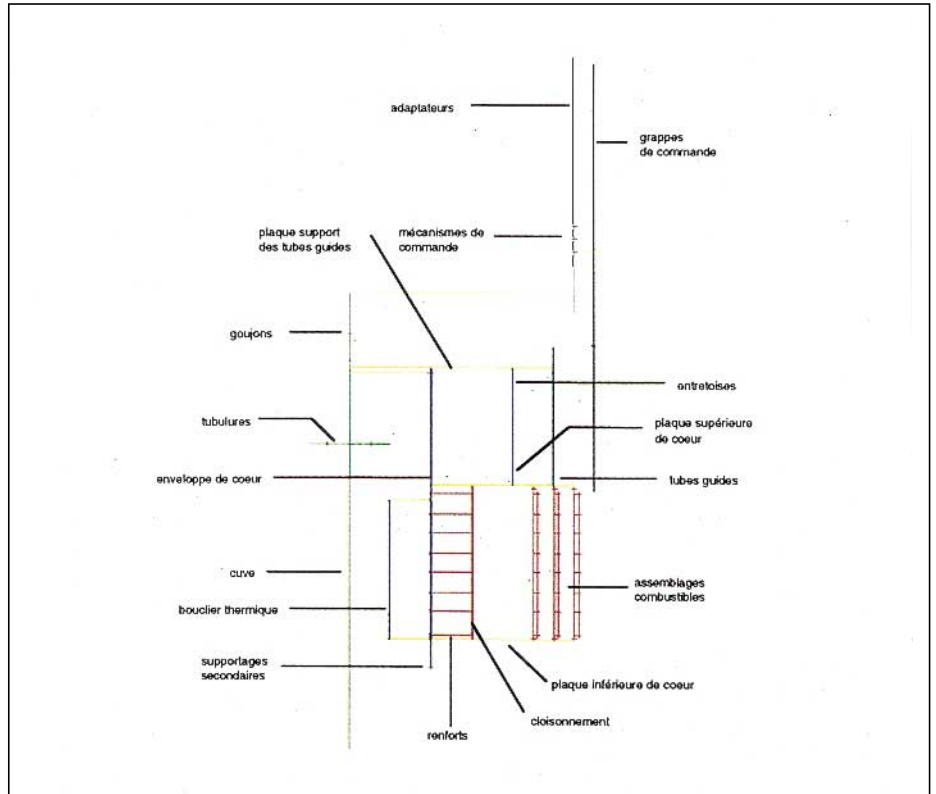 adaptateurs
grappes
de commande
plaque support
des tubes guides
mécanismes de
commande
goujons
entretoises
tubulures
plaque supérieure
de coeur
enveloppe de coeur
tubes guides
cuve
assemblages
combustibles
bouclier thermique
supportages
secondaires
plaque inférieure de coeur
cloisonnement
renforts